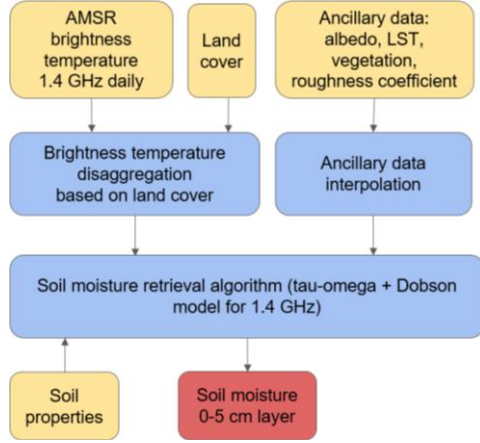 AMSR
brightness
temperature
1.4 GHz daily
Land
cover
Ancillary data:
albedo, LST,
vegetation,
roughness coefficient
Brightness temperature
disaggregation
based on land cover
Ancillary data
interpolation
Soil moisture retrieval algorithm (tau-omega + Dobson
model for 1.4 GHz)
Soil
properties
Soil moisture
0-5 cm layer